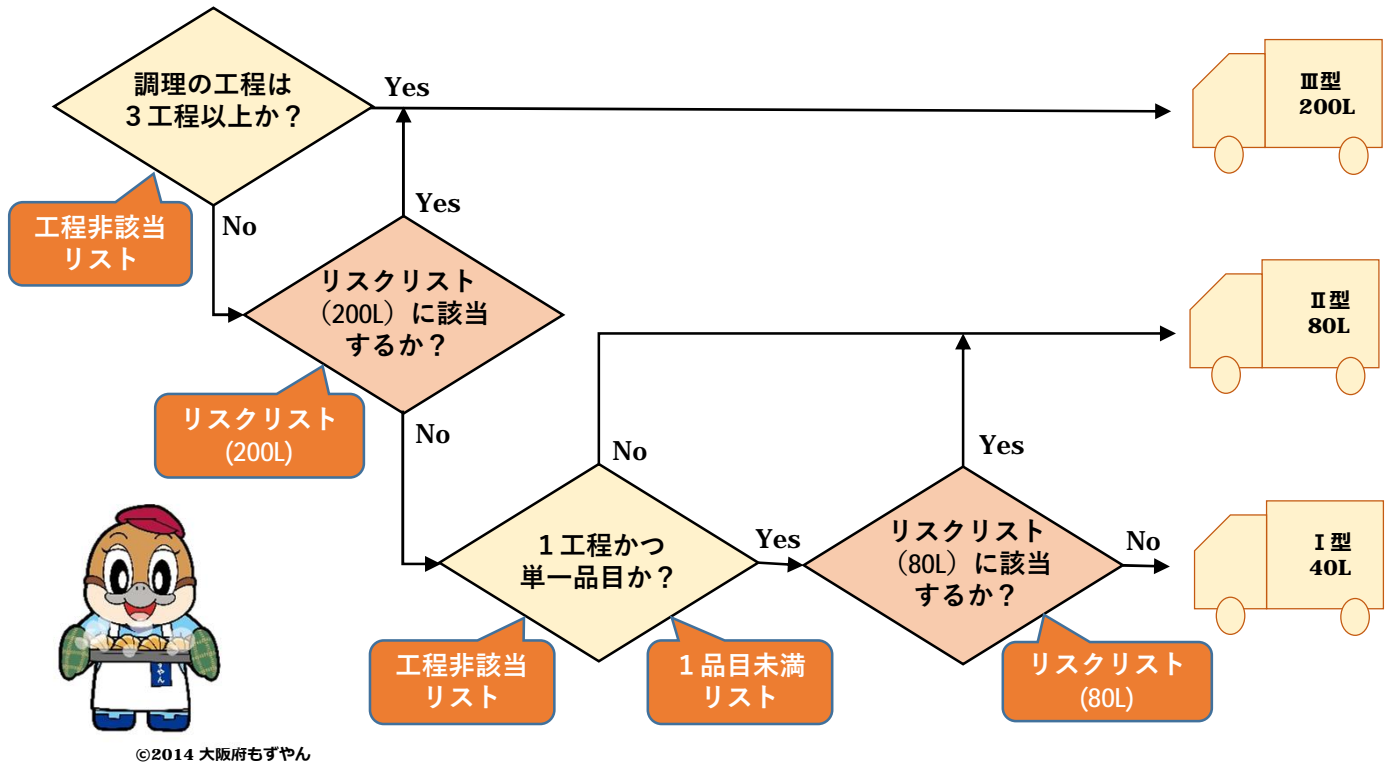 調理の工程は
３工程以上か？
Yes
Ⅲ型
200L
工程非該当
リスト
No
Yes
リスクリスト
（200L）に該当
するか？
Ⅱ型
80L
リスクリスト
(200L)
No
No
Yes
１工程かつ
単一品目か？
Yes
リスクリスト
（80L）に該当
するか？
No
Ⅰ型
40L
工程非該当
リスト
１品目未満
リスト
リスクリスト
(80L)
©2014 大阪府もずやん